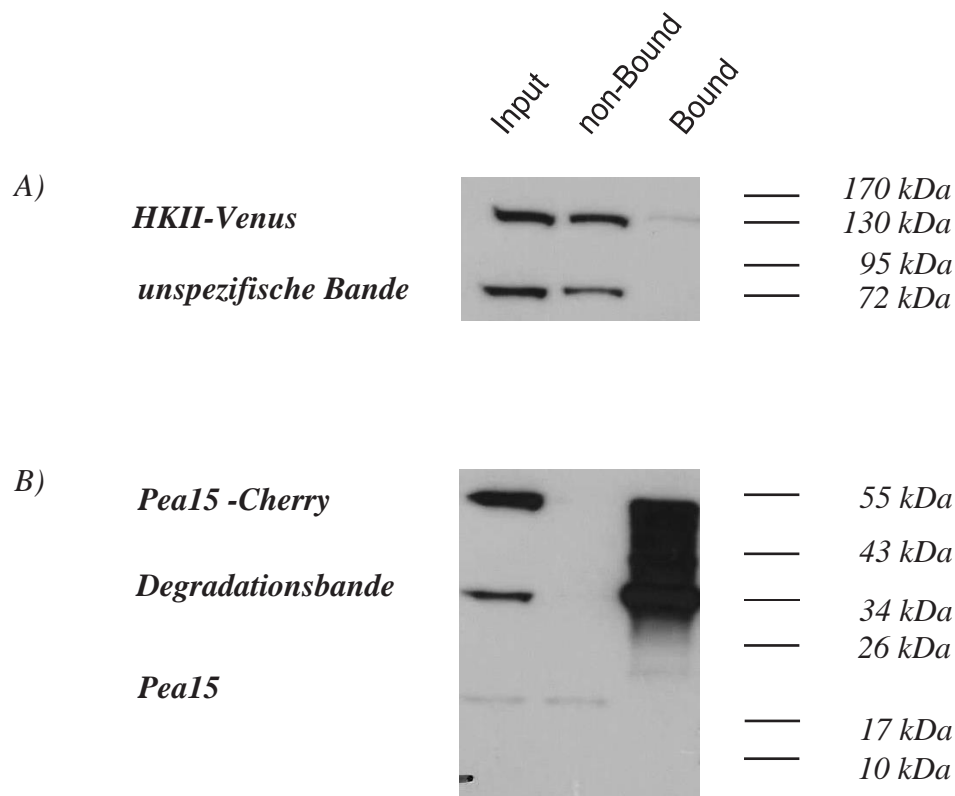 Input non-Bound Bound
A)
HKII-Venus
unspezifische Bande
170 kDa
130 kDa
95 kDa
72 kDa
B)
Pea15 -Cherry
Degradationsbande
Pea15
55 kDa
43 kDa
34 kDa
26 kDa
17 kDa
10 kDa